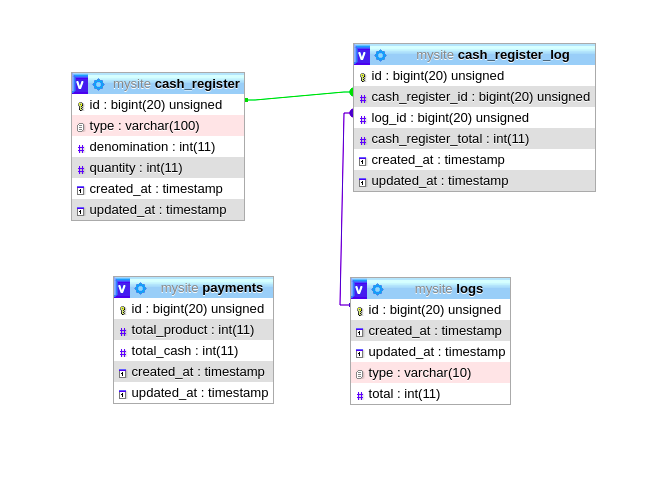 v mysite cash_register
id : bigint(20) unsigned
type : varchar(100)
# denomination : int(11)
# quantity : int(11)
created_at : timestamp
updated_at : timestamp
v mysite cash_register_log
id : bigint(20) unsigned
# cash_register_id : bigint(20) unsigned
# log_id : bigint(20) unsigned
# cash_register_total : int(11)
created_at : timestamp
updated_at : timestamp
v mysite payments
id : bigint(20) unsigned
# total_product : int(11)
# total_cash : int(11)
created_at : timestamp
updated_at : timestamp
v mysite logs
id : bigint(20) unsigned
created_at : timestamp
updated_at : timestamp
type : varchar(10)
# total : int(11)